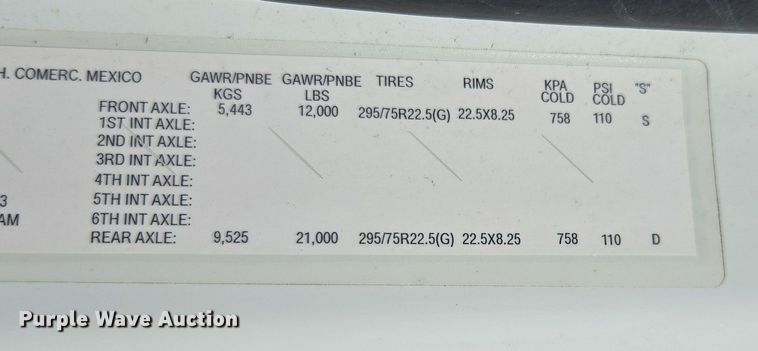 H. COMERC. MEXICO GAWR/PNBE GAWR/PNBE TIRES RIMS KPA PSI "S"
KGS LBS COLD COLD
FRONT AXLE: 5,443 12,000 295/75R22.5(G) 22.5X8.25 758 110 S
1ST INT AXLE:
2ND INT AXLE:
3RD INT AXLE:
4TH INT AXLE:
3 5TH INT AXLE:
AM 6TH INT AXLE:
REAR AXLE: 9,525 21,000 295/75R22.5(G) 22.5X8.25 758 110 D
Purple Wave Auction